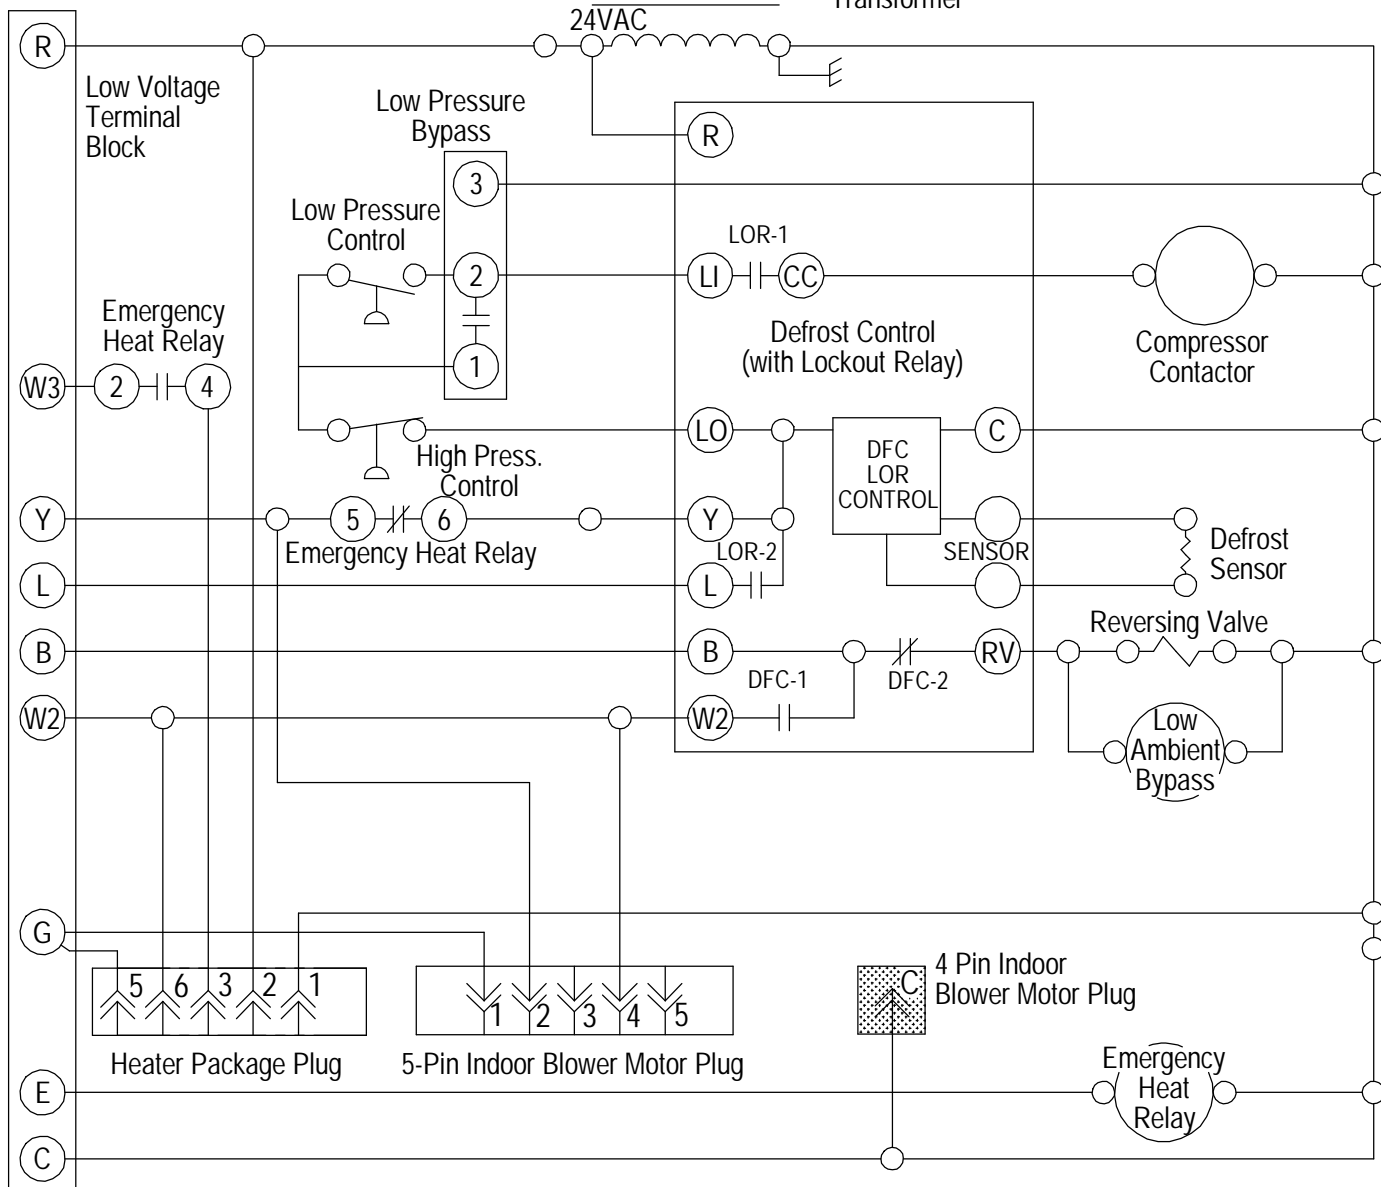 Transformer
24VAC
R
Low Voltage
Terminal
Block
Low Pressure
Bypass
R
3
Low Pressure
Control
LOR-1
2
LI
CC
Emergency
Heat Relay
Defrost Control
(with Lockout Relay)
Compressor
Contactor
1
W3
2
4
LO
C
DFC
LOR
CONTROL
High Press.
Control
Y
5
6
Y
Emergency Heat Relay
LOR-2
SENSOR
Defrost
Sensor
L
L
Reversing Valve
B
B
RV
DFC-1
DFC-2
W2
W2
Low
Ambient
Bypass
G
4 Pin Indoor
Blower Motor Plug
C
5
6
3
2
1
1
2
3
4
5
Heater Package Plug
5-Pin Indoor Blower Motor Plug
Emergency
Heat
Relay
E
C